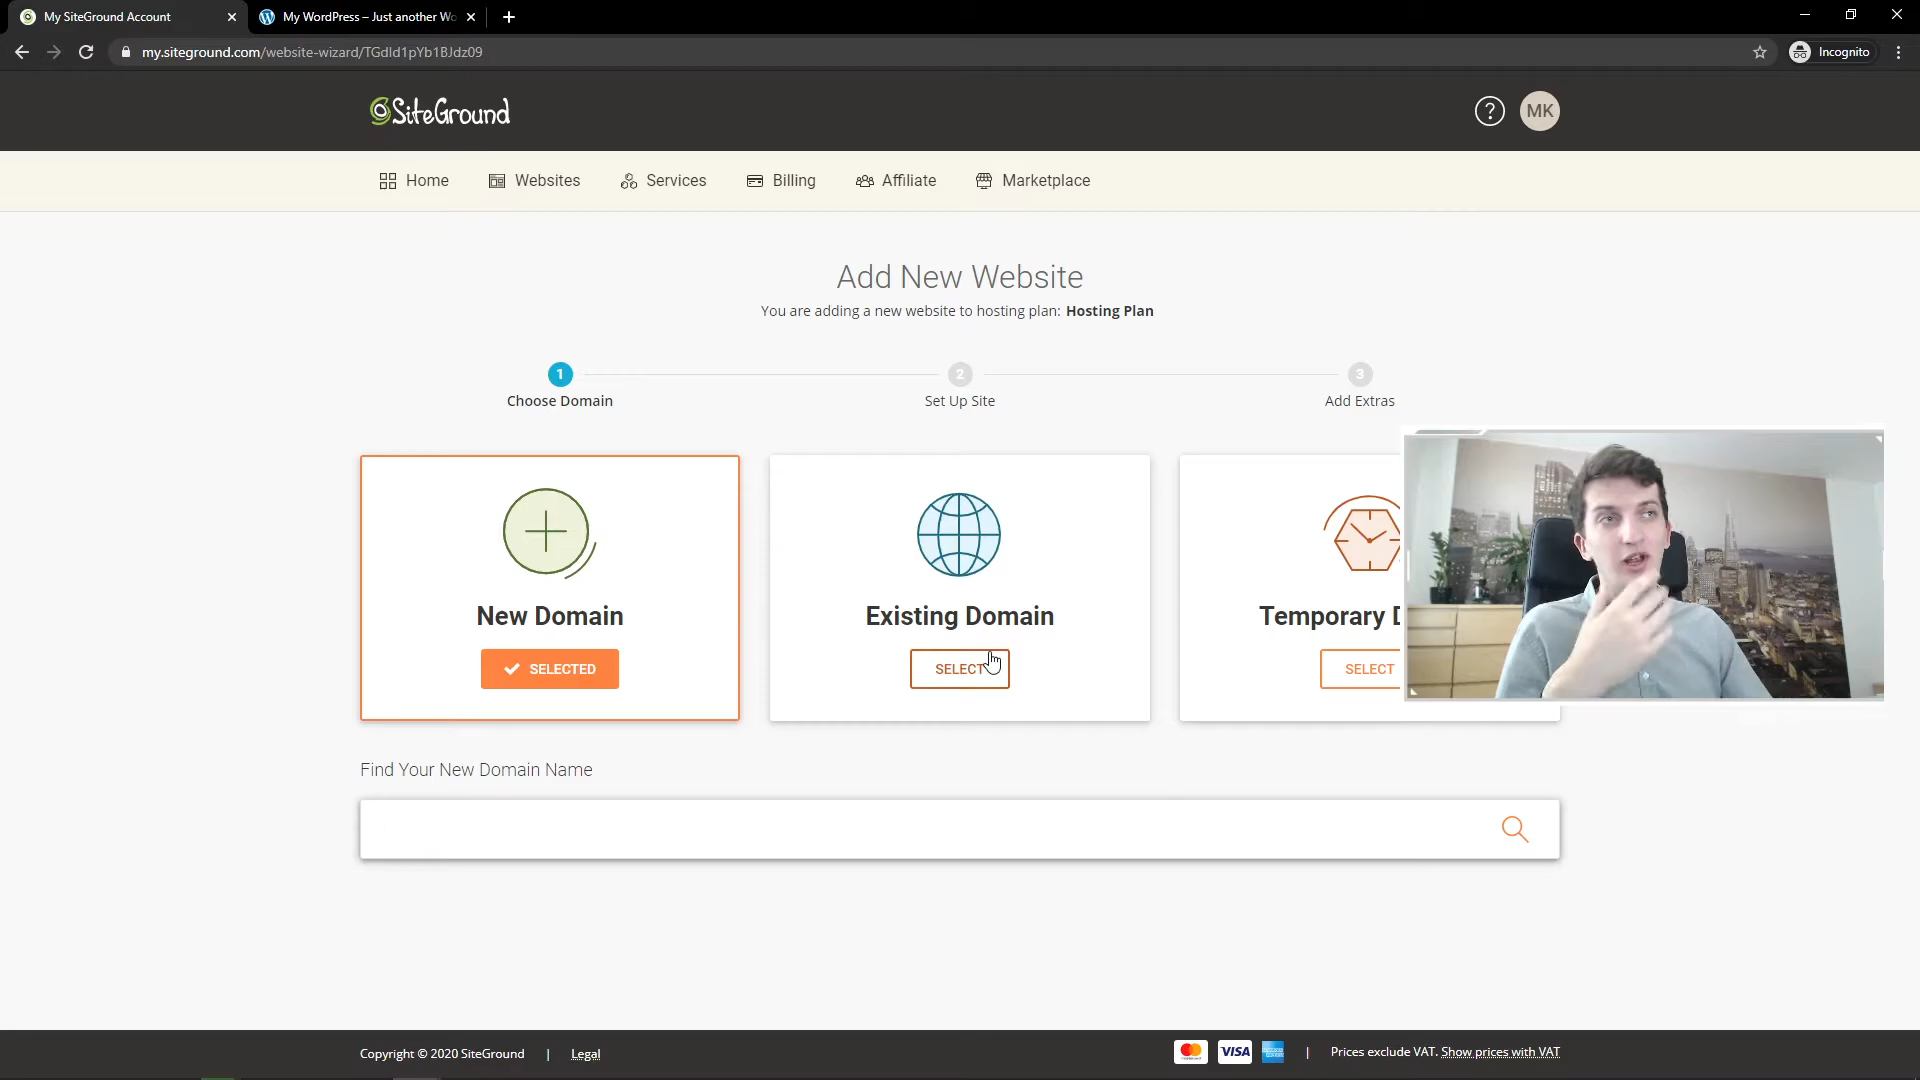 My SiteGround Account
My WordPress – Just another Wo
my.siteground.com/website-wizard/TGdId1pYb1BJdz09
Incognito
SiteGround
?
MK
Home
Websites
Services
Billing
Affiliate
Marketplace
Add New Website
You are adding a new website to hosting plan: Hosting Plan
1
2
3
Choose Domain
Set Up Site
Add Extras
New Domain
Existing Domain
Temporary D
SELECTED
SELECT
SELECT
Find Your New Domain Name
Copyright © 2020 SiteGround | Legal
VISA
| Prices exclude VAT. Show prices with VAT